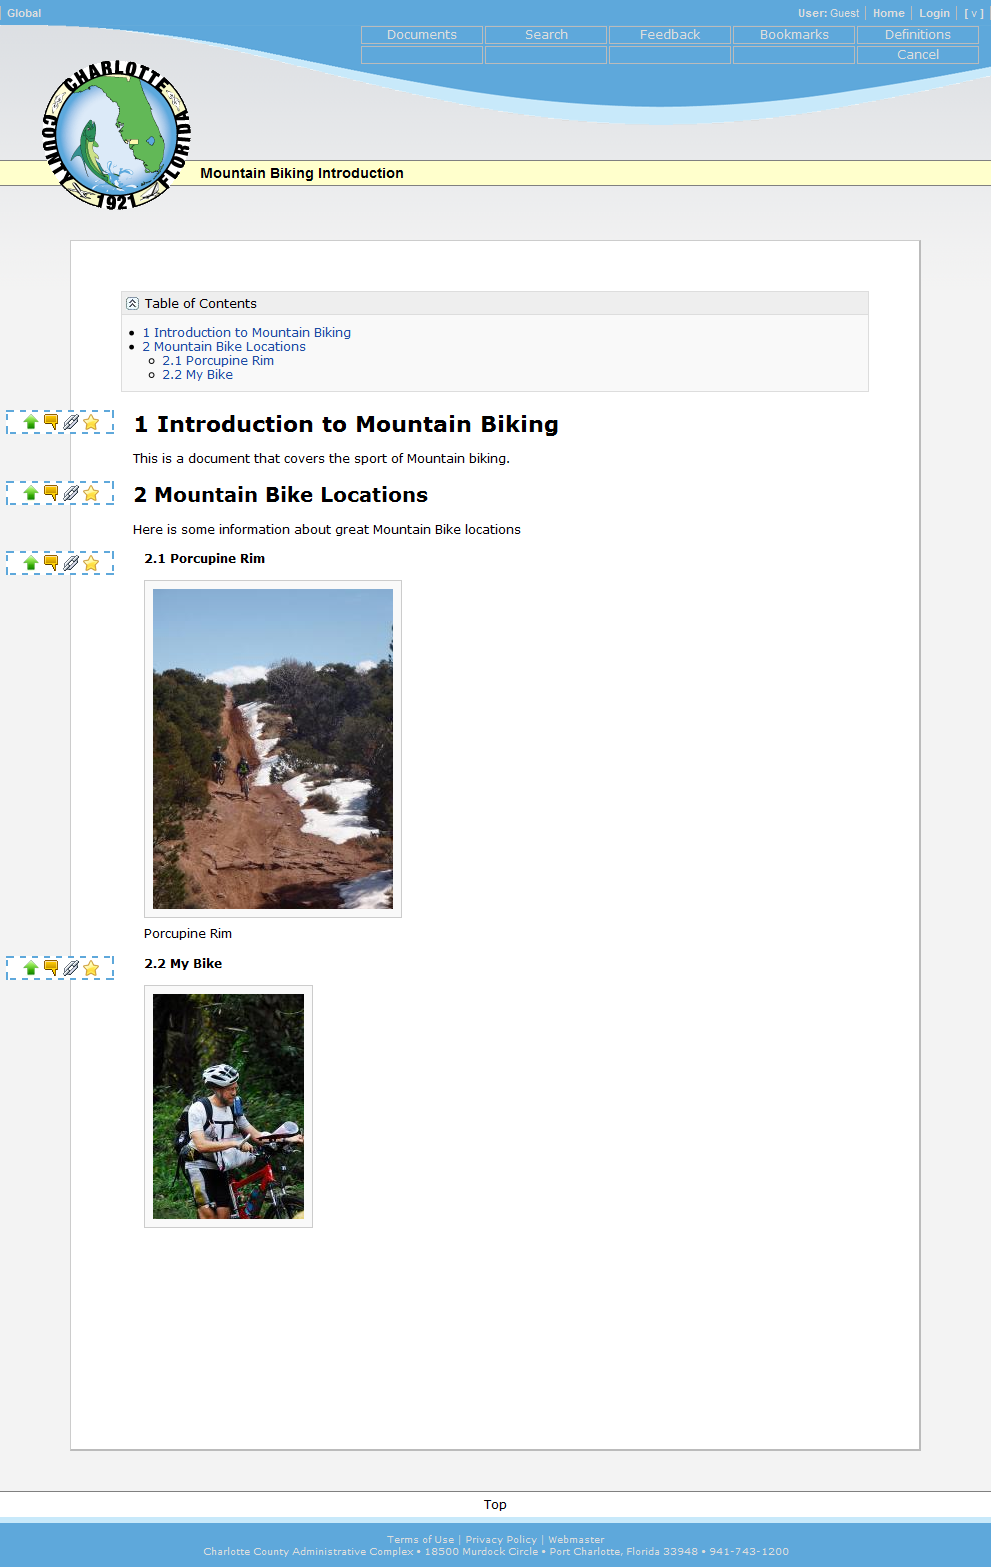 Global
User: Guest | Home | Login | [ v ]
Documents Search Feedback Bookmarks Definitions
Cancel
CHARLOTTE COUNTY FLORIDA
1921
Mountain Biking Introduction
Table of Contents
1 Introduction to Mountain Biking
2 Mountain Bike Locations
2.1 Porcupine Rim
2.2 My Bike
1 Introduction to Mountain Biking
This is a document that covers the sport of Mountain biking.
2 Mountain Bike Locations
Here is some information about great Mountain Bike locations
2.1 Porcupine Rim
Porcupine Rim
2.2 My Bike
Top
Terms of Use | Privacy Policy | Webmaster
Charlotte County Administrative Complex • 18500 Murdock Circle • Port Charlotte, Florida 33948 • 941-743-1200